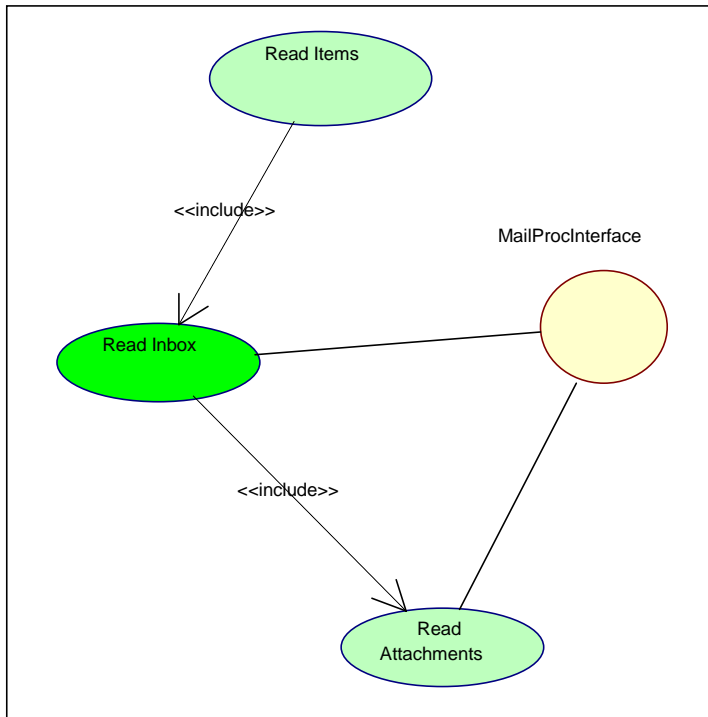 Read Items
<<include>>
MailProcInterface
Read Inbox
<<include>>
Read
Attachments